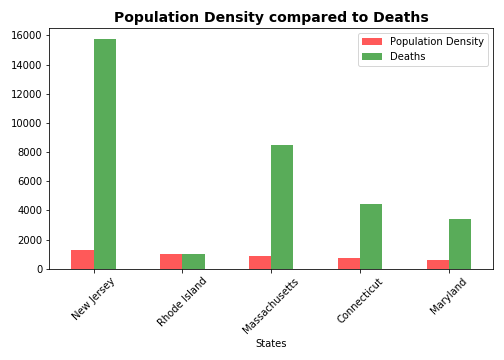 Population Density compared to Deaths
Population Density
Deaths
16000
14000
12000
10000
8000
6000
4000
2000
0
New Jersey
Rhode Island
Massachusetts
Connecticut
Maryland
States